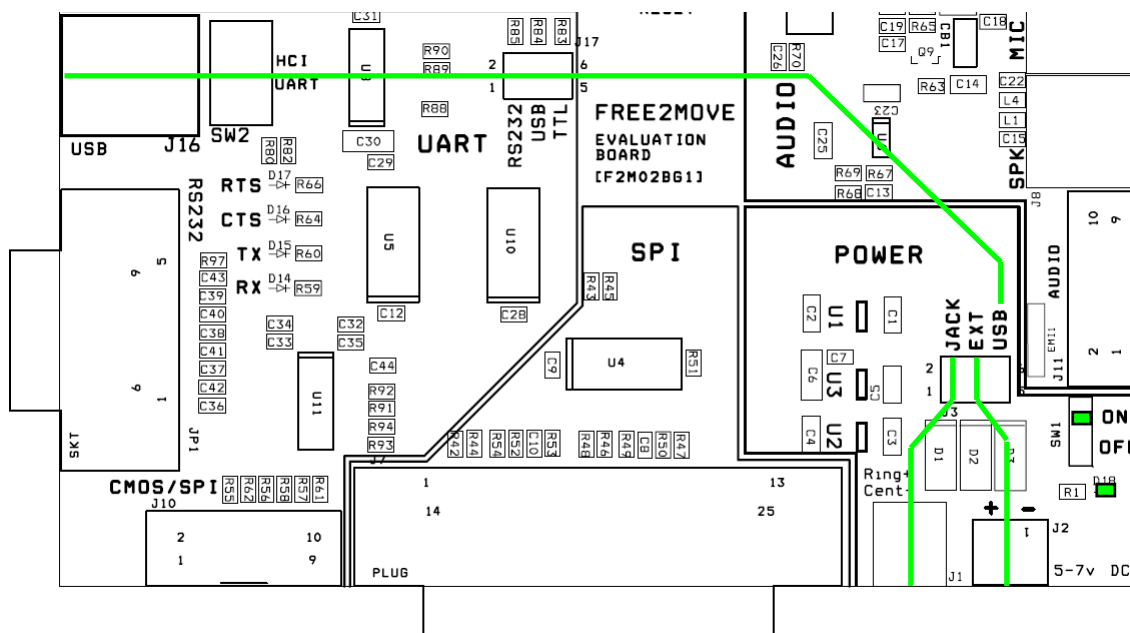 C31
R85
R84
R83
J17
C19
R65
C17
Q9
CB1
C18
MIC
HCI
UART
R90
R89
R88
2
6
1
5
C26
R70
R63
C14
C22
L4
L1
C15
SPK
USB
J16
SW2
R80
R82
C30
C29
UART
RS232
USB
TTL
FREE2MOVE
EVALUATION
BOARD
[F2M02BG1]
AUDIO
C25
C23
R69
R67
R68
C13
RS232
RTS
D17
R66
CTS
D16
R64
TX
D15
R60
RX
D14
R59
U5
U10
SPI
POWER
J8
10
9
AUDIO
2
1
J11
EMI1
9
5
6
1
R97
C43
C39
C40
C38
C41
C37
C42
C36
SKT
JP1
C34
C33
C32
C35
C12
C28
R43
R45
U11
C44
R92
R91
R94
R93
J7
C9
U4
R51
C2
U1
C1
C6
C7
U3
C5
C4
U2
C3
JACK
EXT
USB
2
1
J3
D1
D2
D3
SW1
ON
R42
R44
R54
R52
C10
R53
R48
R46
R49
C8
R50
R47
Ring+
Cent-
R1
D18
CMOS/SPI
R55
R62
R56
R58
R57
R61
J10
2
10
1
9
1
13
14
25
PLUG
J1
+ -
1
J2
5-7v DC